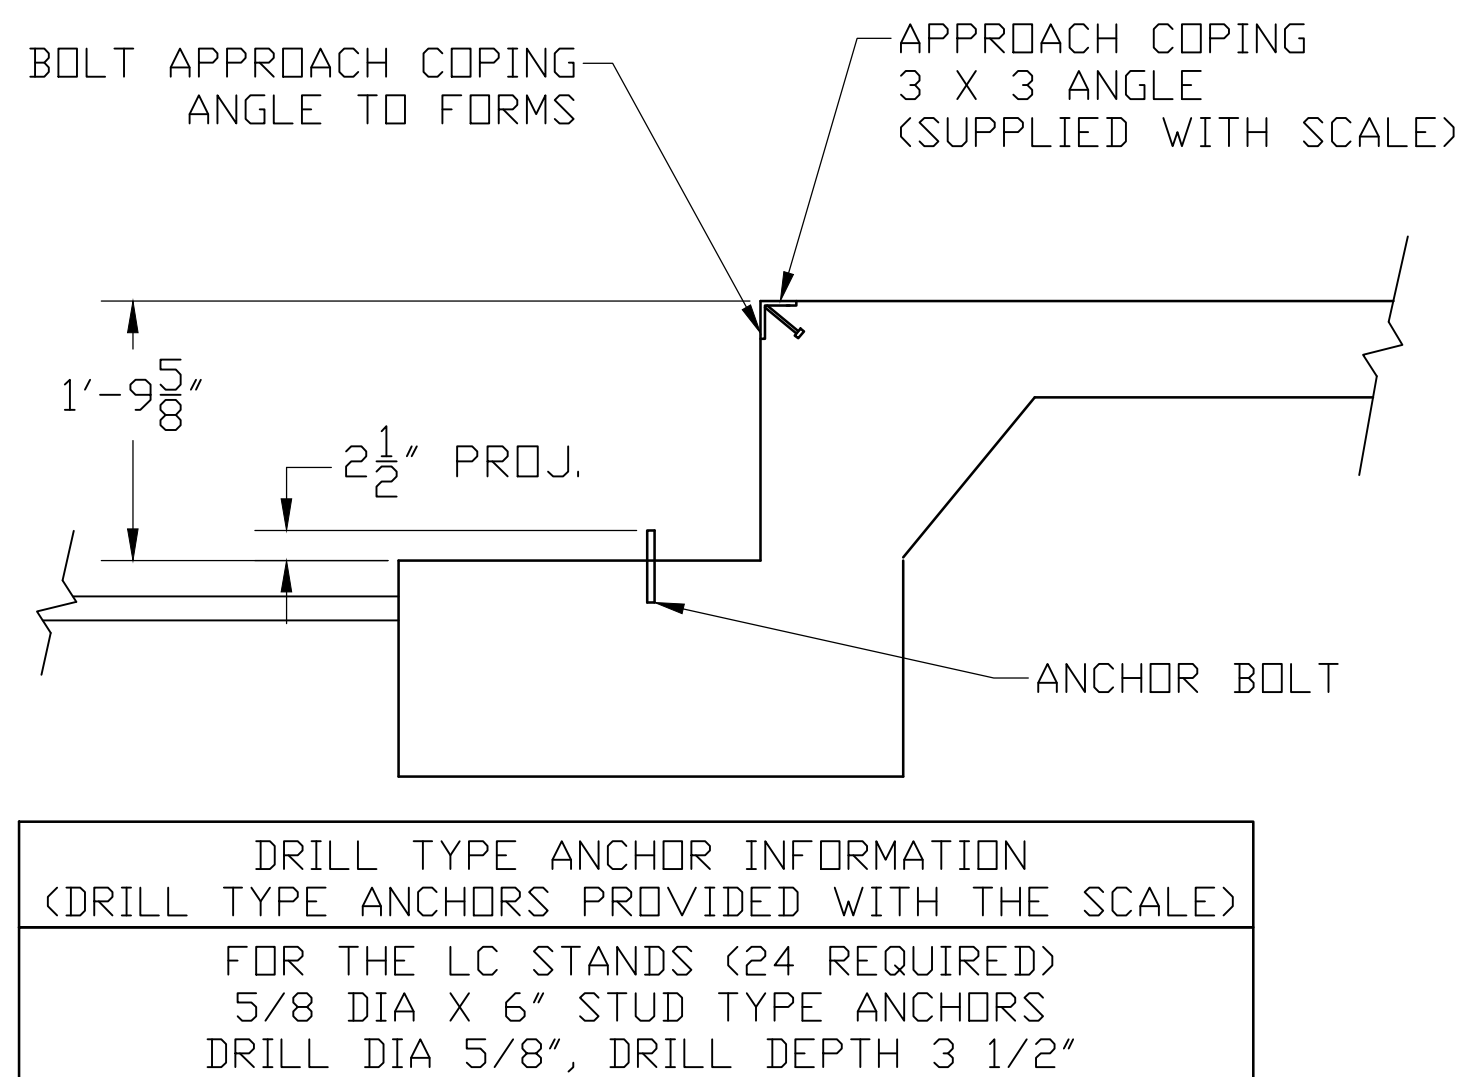 BOLT APPROACH COPING
ANGLE TO FORMS
APPROACH COPING
3 X 3 ANGLE
(SUPPLIED WITH SCALE)
1'-9 5/8"
2 1/2" PROJ.
ANCHOR BOLT
DRILL TYPE ANCHOR INFORMATION
(DRILL TYPE ANCHORS PROVIDED WITH THE SCALE)
FOR THE LC STANDS (24 REQUIRED)
5/8 DIA X 6" STUD TYPE ANCHORS
DRILL DIA 5/8", DRILL DEPTH 3 1/2"